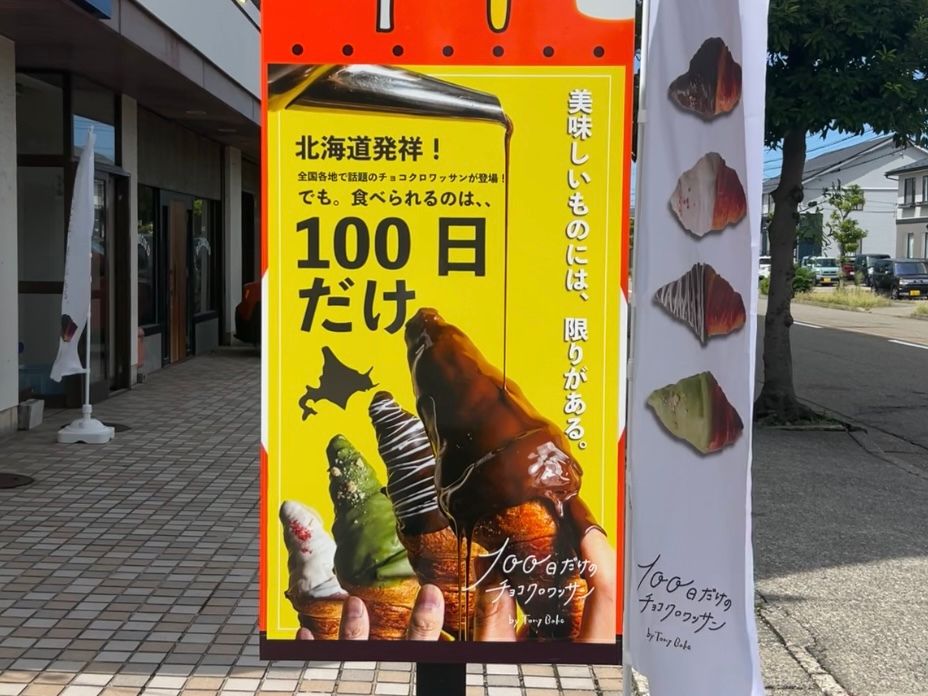 北海道発祥！
全国各地で話題のチョコクロワッサンが登場！
でも。食べられるのは、、
100日
だけ
美味しいものには、限りがある。
100日だけの
チョコクロワッサン
by Tony Bake
100日だけの
チョコクロワッサン
by Tony Bake